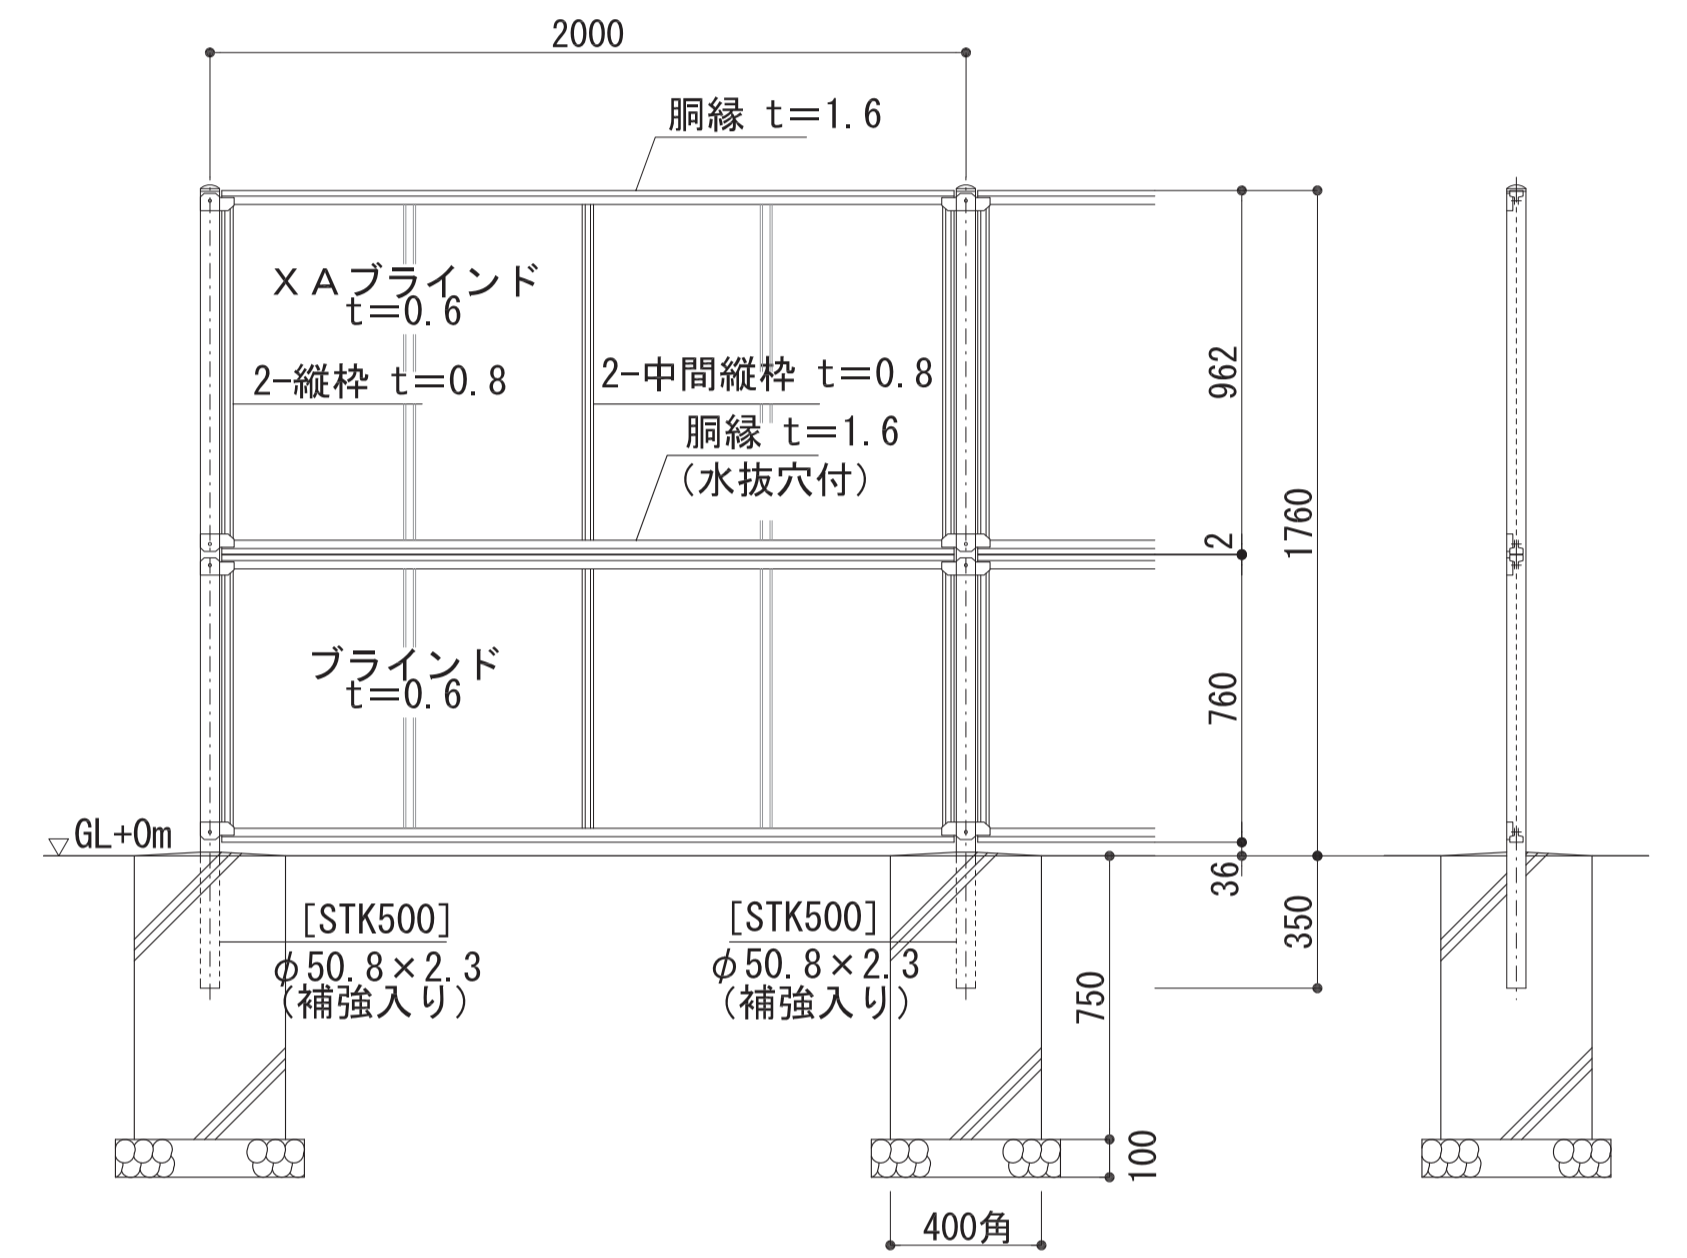 2000
胴縁 t=1.6
XAブラインド
t=0.6
2-縦枠 t=0.8
2-中間縦枠 t=0.8
胴縁 t=1.6
(水抜穴付)
962
2
1760
ブラインド
t=0.6
760
GL+0m
36
350
[STK500]
φ50.8×2.3
(補強入り)
[STK500]
φ50.8×2.3
(補強入り)
750
100
400角